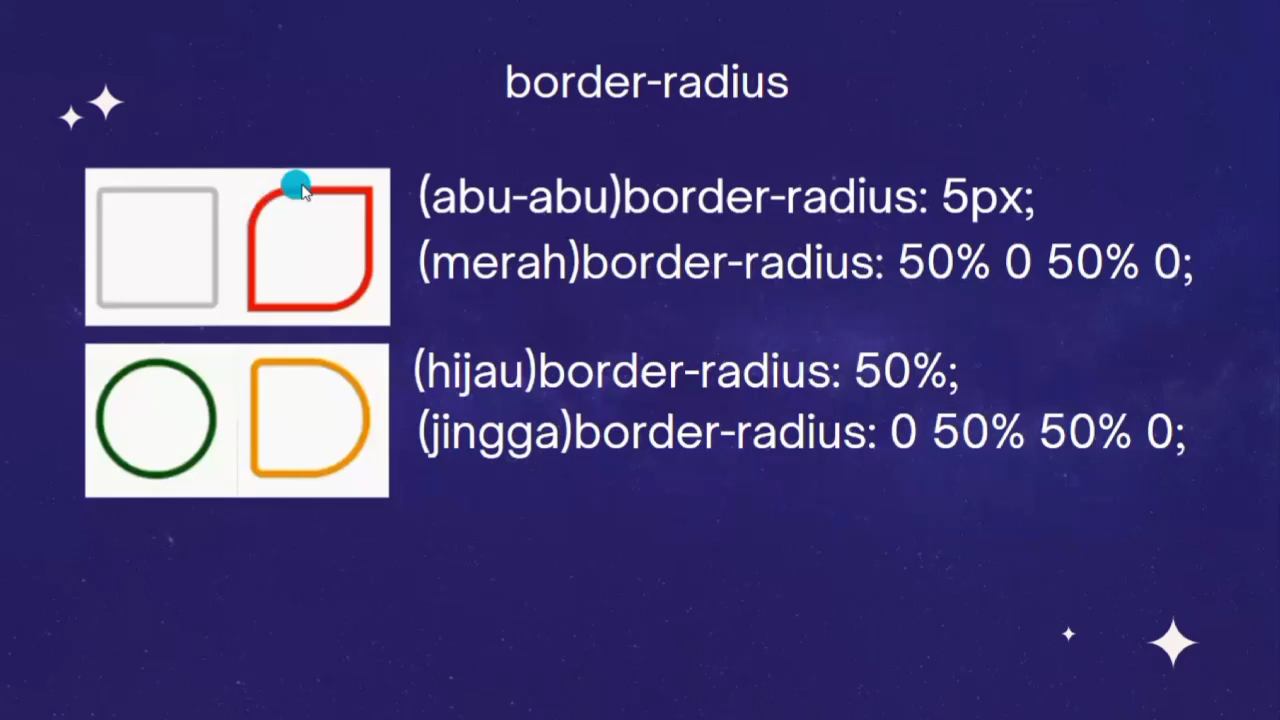 border-radius
(abu-abu)border-radius: 5px;
(merah)border-radius: 50% 0 50% 0;
(hijau)border-radius: 50%;
(jingga)border-radius: 0 50% 50% 0;